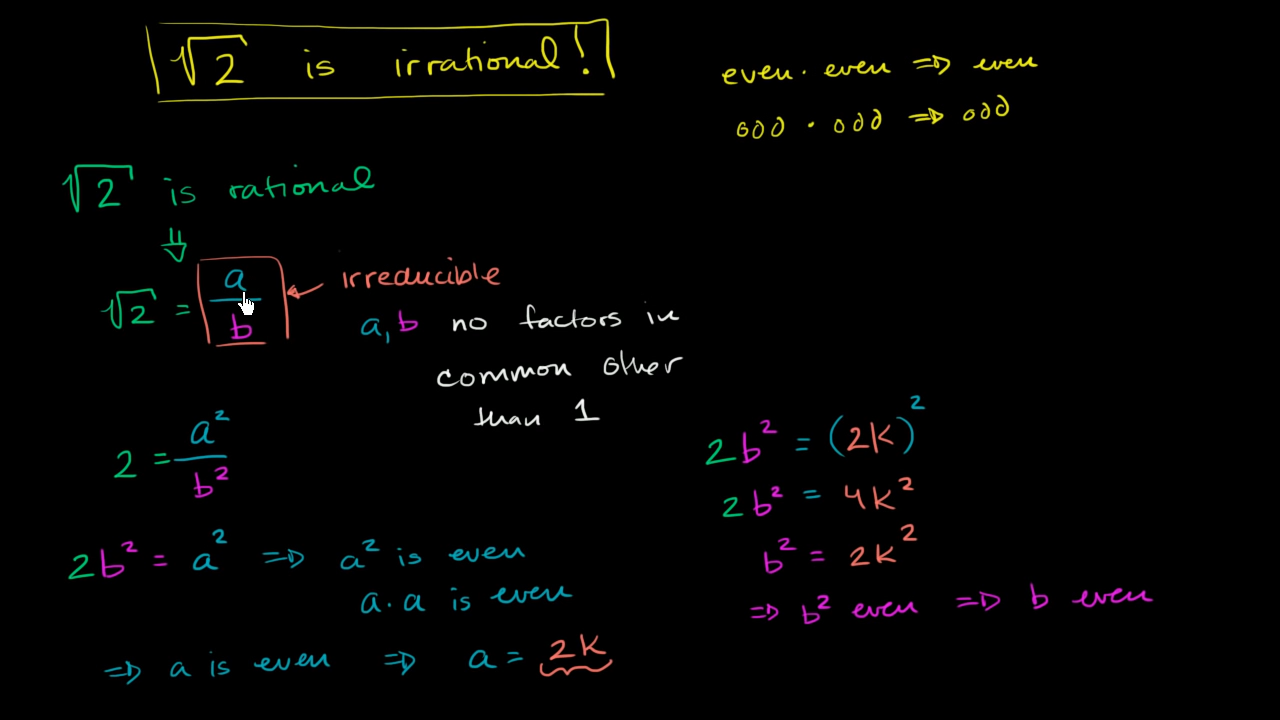 √2 is irrational!
even · even ⇒ even
odd · odd ⇒ odd
√2 is rational
⇓
√2 = a/b ← irreducible
a, b no factors in
common other
than 1
2 = a²/b²
2b² = a² ⇒ a² is even
a·a is even
⇒ a is even ⇒ a = 2k
2b² = (2k)²
2b² = 4k²
b² = 2k²
⇒ b² even ⇒ b even